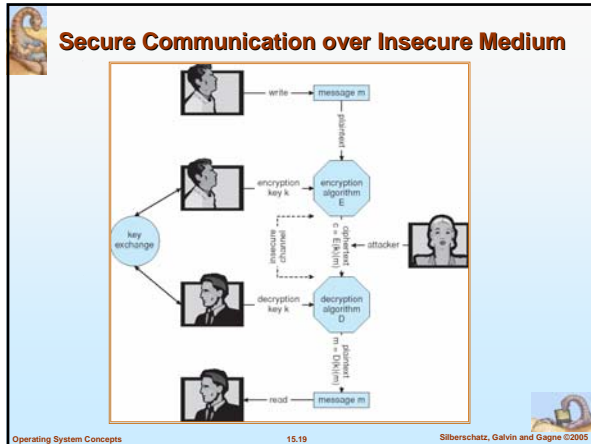 Secure Communication over Insecure Medium
write
message m
plaintext
encryption
key k
encryption
algorithm
E
key
exchange
insecure
channel
ciphertext
c = E(k)(m)
attacker
decryption
key k
decryption
algorithm
D
plaintext
m = D(k)(m)
read
message m
Operating System Concepts
15.19
Silberschatz, Galvin and Gagne ©2005